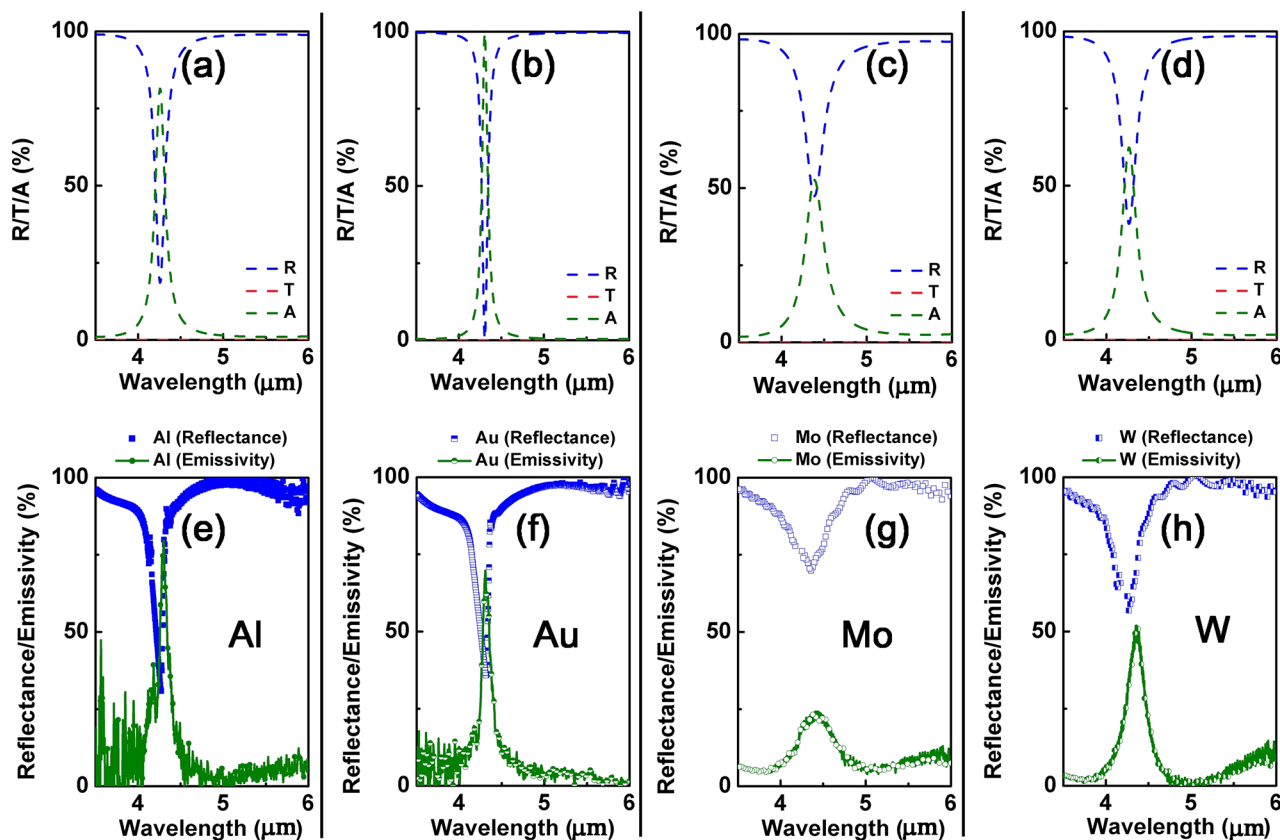 (a)
R/T/A (%)
100
50
0
R
T
A
4
5
6
Wavelength (μm)
(b)
R/T/A (%)
100
50
0
R
T
A
4
5
6
Wavelength (μm)
(c)
R/T/A (%)
100
50
0
R
T
A
4
5
6
Wavelength (μm)
(d)
R/T/A (%)
100
50
0
R
T
A
4
5
6
Wavelength (μm)
Al (Reflectance)
Al (Emissivity)
(e)
Reflectance/Emissivity (%)
100
50
0
Al
4
5
6
Wavelength (μm)
Au (Reflectance)
Au (Emissivity)
(f)
Reflectance/Emissivity (%)
100
50
0
Au
4
5
6
Wavelength (μm)
Mo (Reflectance)
Mo (Emissivity)
(g)
Reflectance/Emissivity (%)
100
50
0
Mo
4
5
6
Wavelength (μm)
W (Reflectance)
W (Emissivity)
(h)
Reflectance/Emissivity (%)
100
50
0
W
4
5
6
Wavelength (μm)